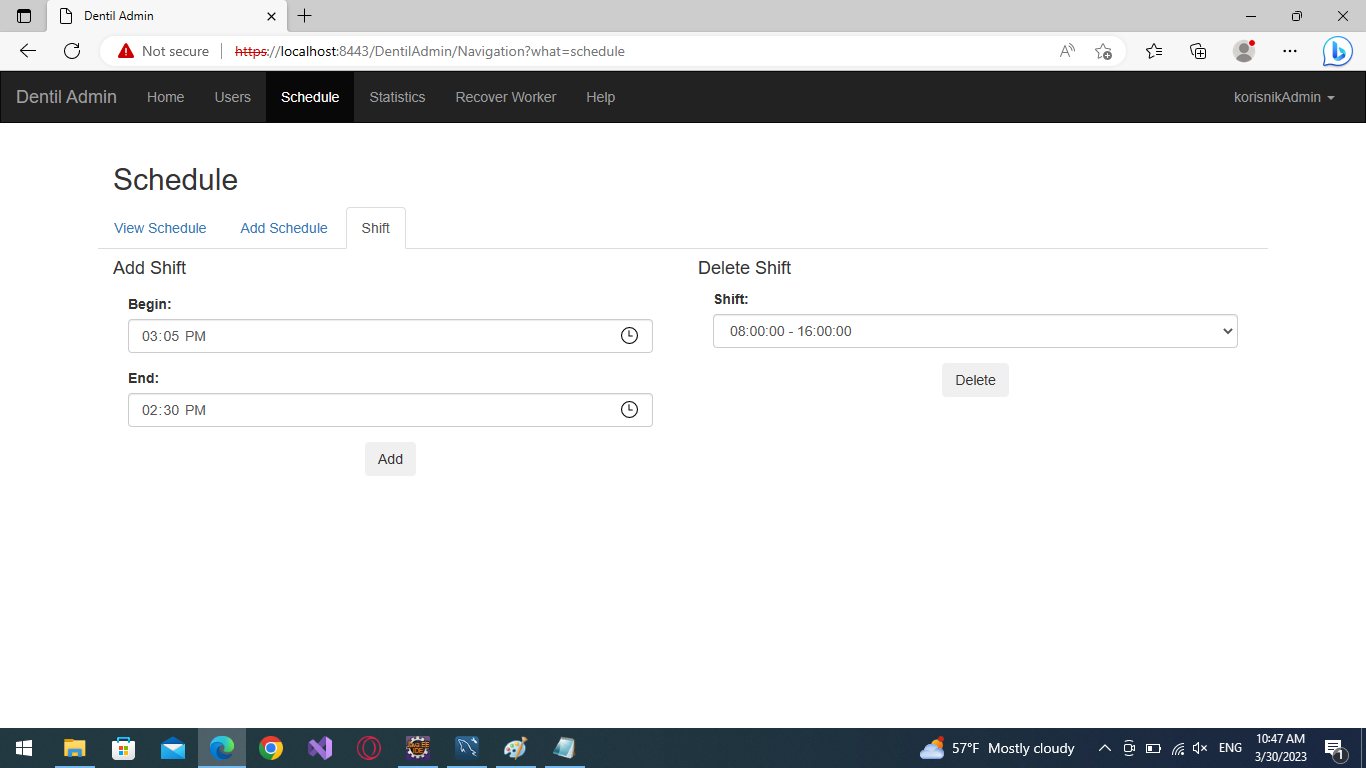 Dentil Admin
Not secure https://localhost:8443/DentilAdmin/Navigation?what=schedule
Dentil Admin Home Users Schedule Statistics Recover Worker Help korisnikAdmin
Schedule
View Schedule Add Schedule Shift
Add Shift
Begin:
03:05 PM
End:
02:30 PM
Add
Delete Shift
Shift:
08:00:00 - 16:00:00
Delete
57°F Mostly cloudy ENG 10:47 AM
3/30/2023
1